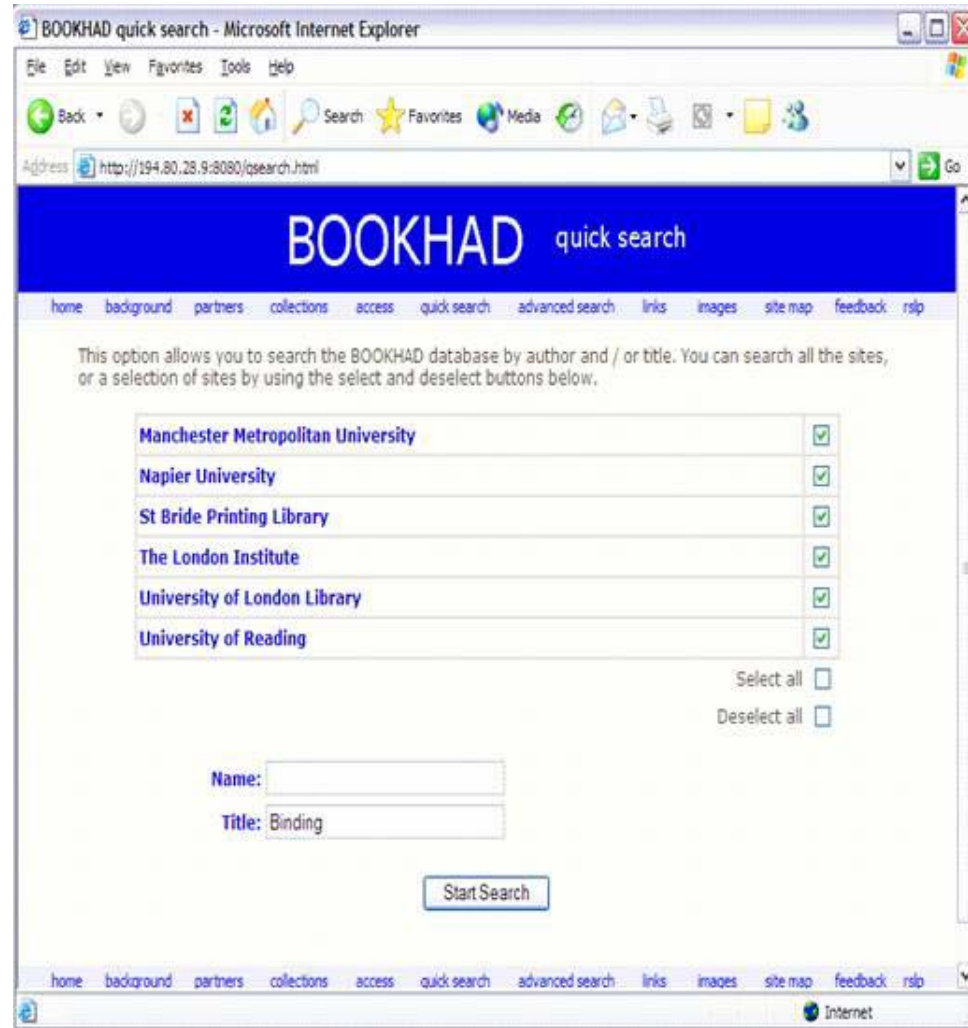 BOOKHAD quick search - Microsoft Internet Explorer
File Edit View Favorites Tools Help
Back Search Favorites Media
Address http://194.80.28.9:8080/qsearch.html Go
BOOKHAD quick search
home background partners collections access quick search advanced search links images site map feedback rslp
This option allows you to search the BOOKHAD database by author and / or title. You can search all the sites,
or a selection of sites by using the select and deselect buttons below.
Manchester Metropolitan University
Napier University
St Bride Printing Library
The London Institute
University of London Library
University of Reading
Select all
Deselect all
Name:
Title: Binding
Start Search
home background partners collections access quick search advanced search links images site map feedback rslp
Internet